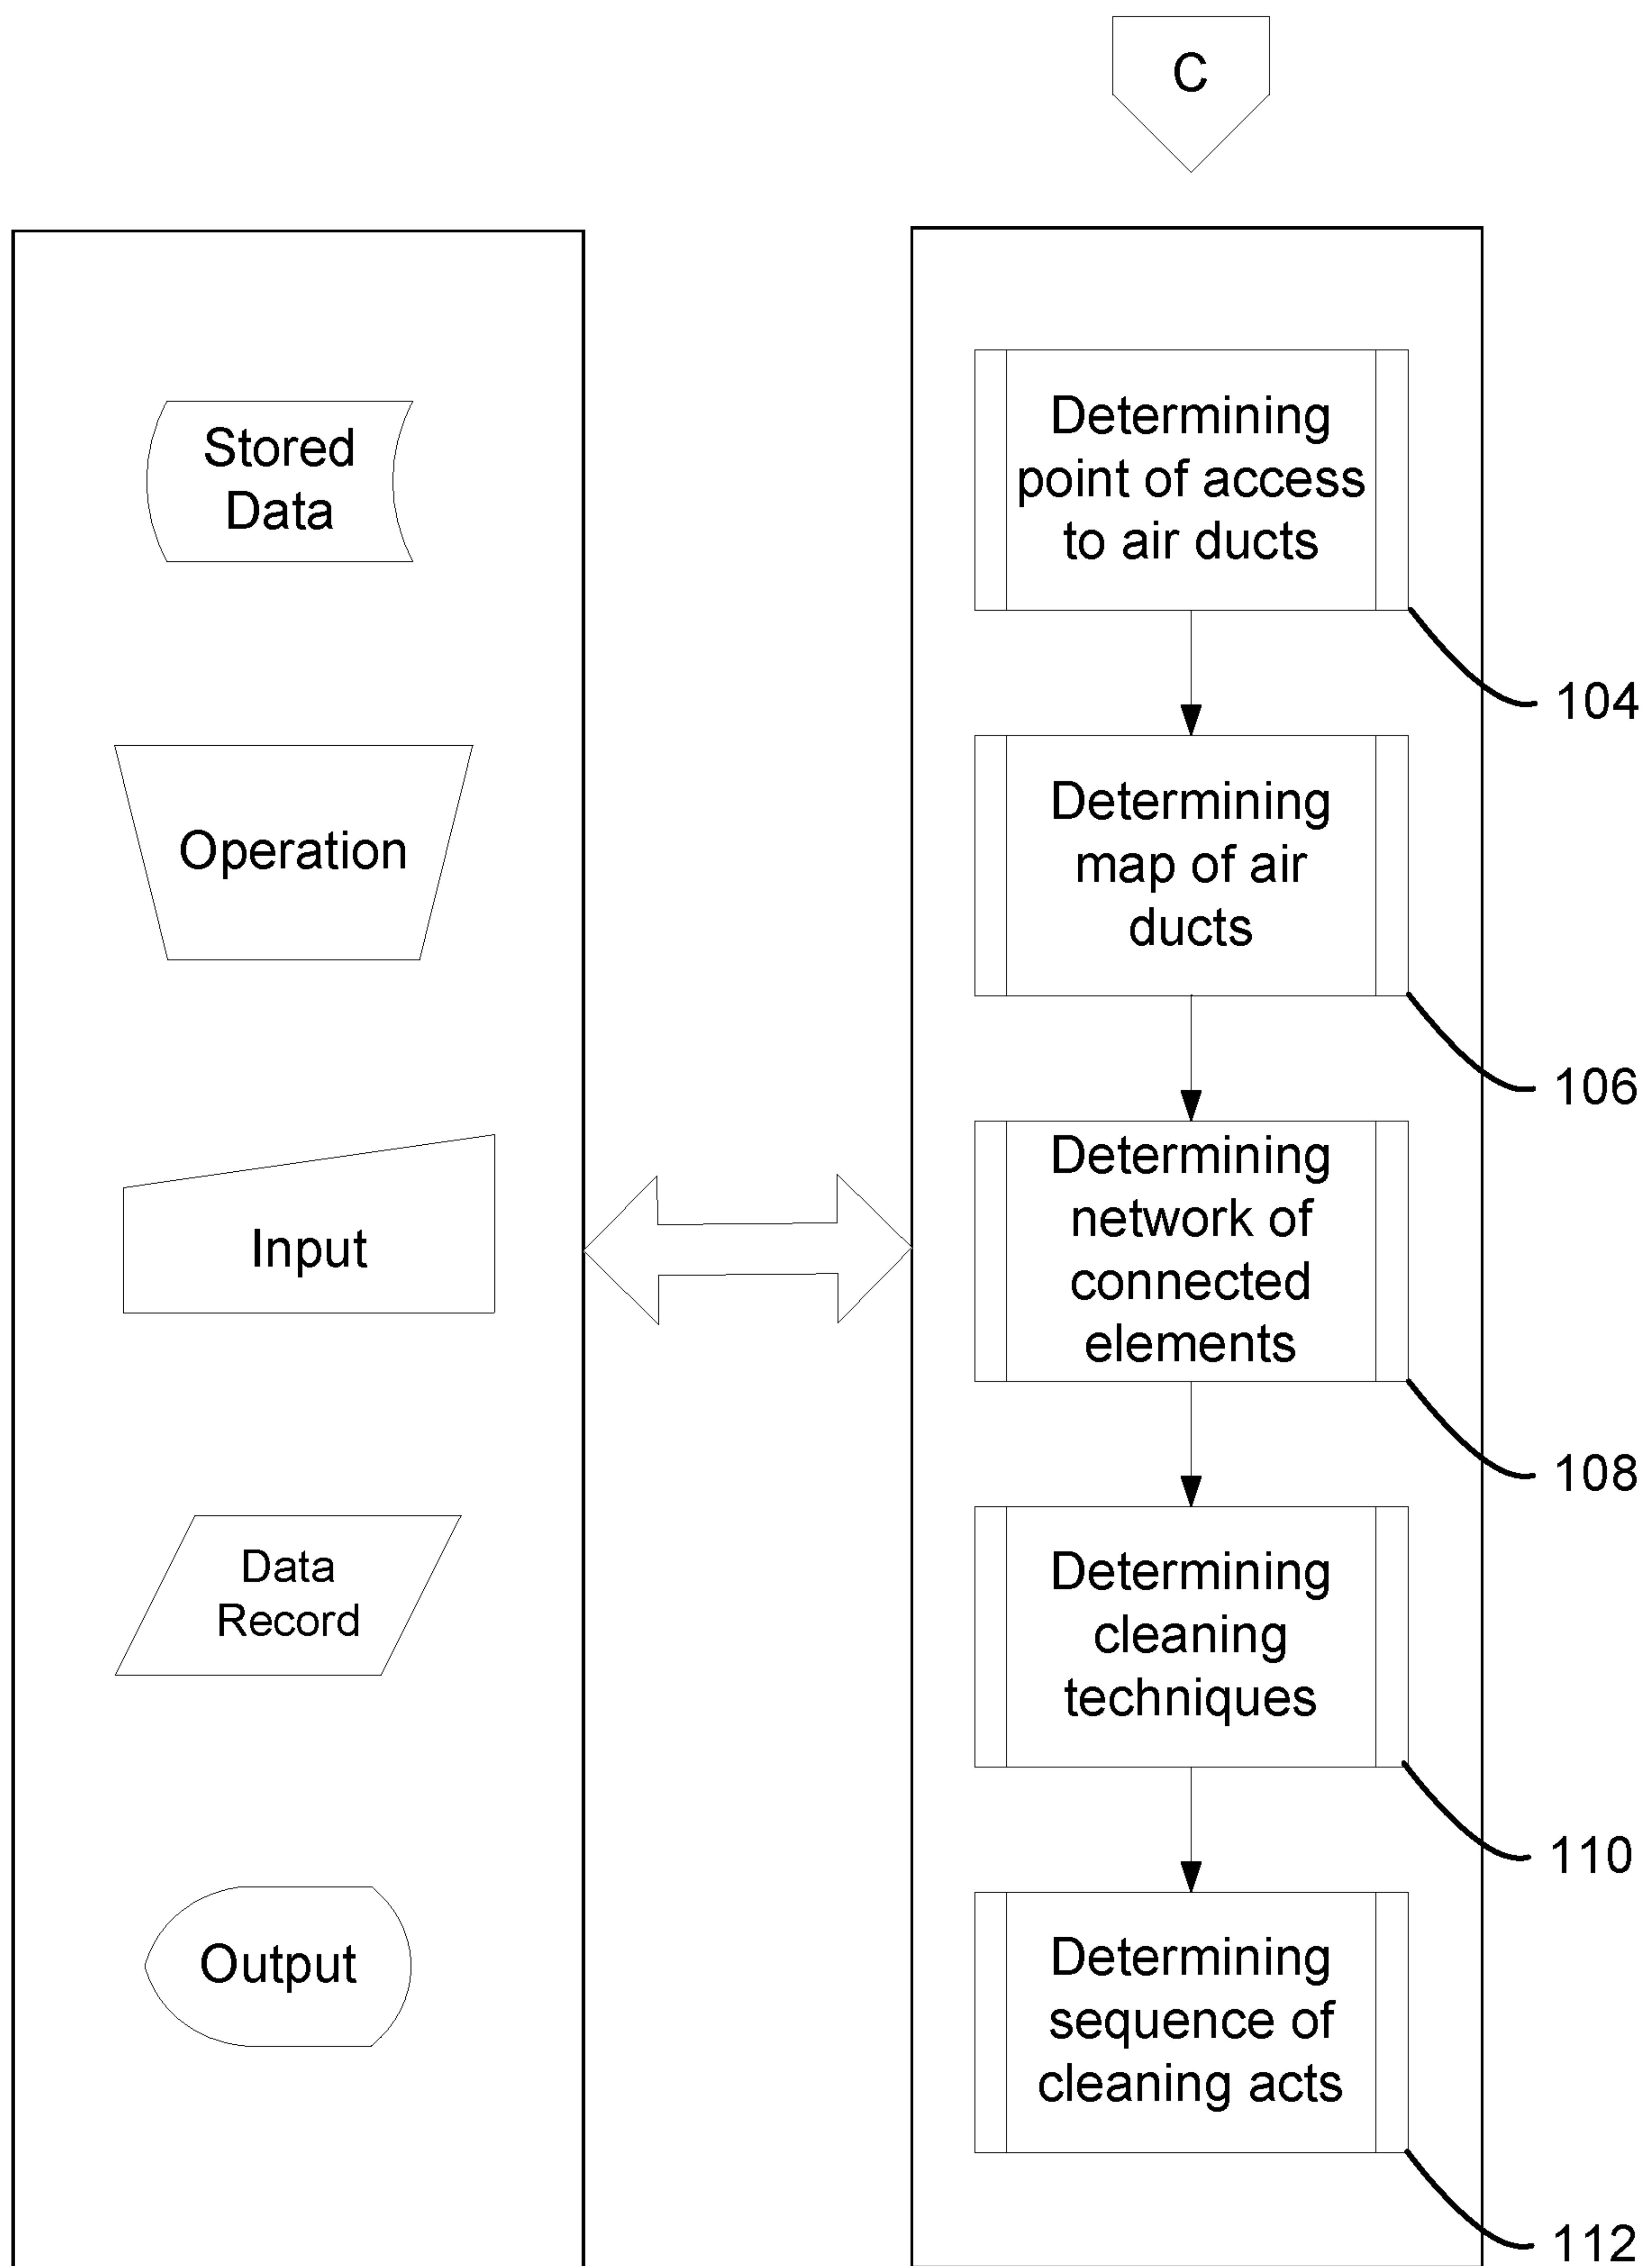 C
Stored
Data
Operation
Input
Data
Record
Output
Determining
point of access
to air ducts
104
Determining
map of air
ducts
106
Determining
network of
connected
elements
108
Determining
cleaning
techniques
110
Determining
sequence of
cleaning acts
112